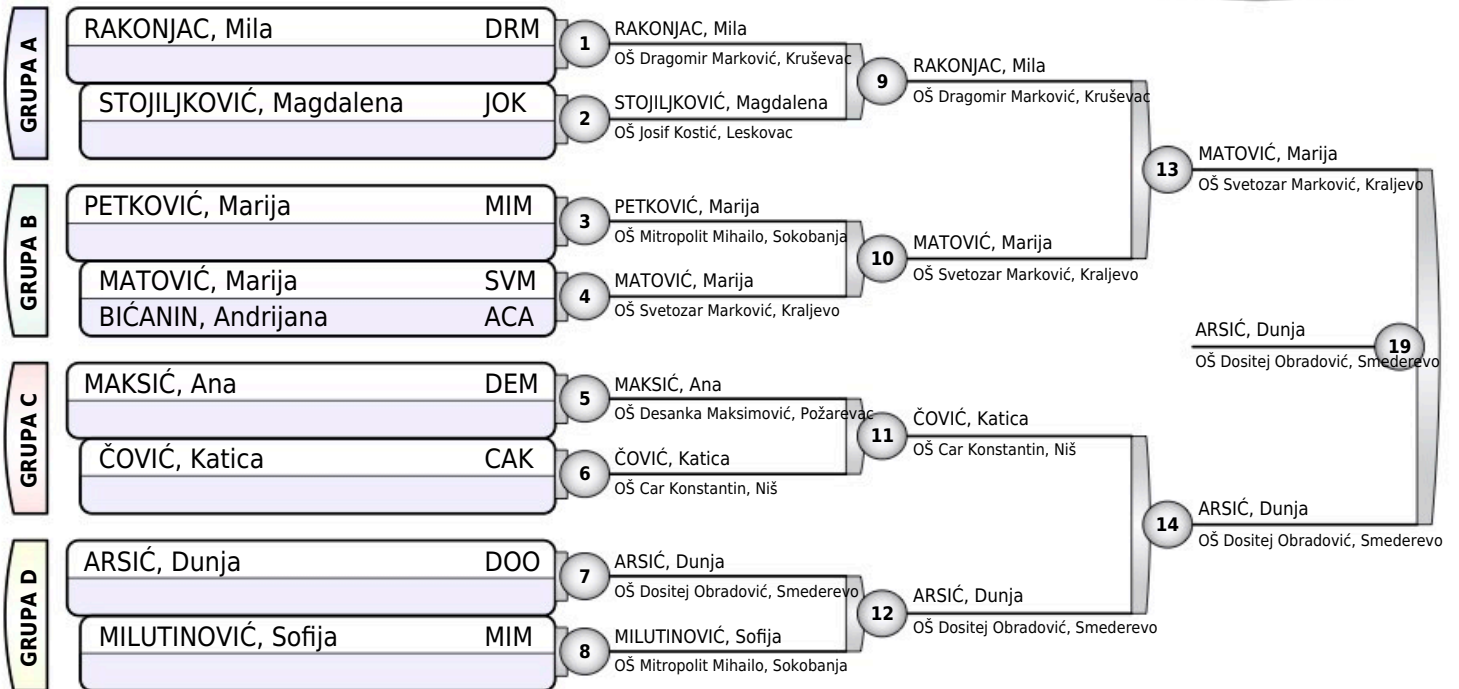 GRUPA A
RAKONJAC, Mila DRM
STOJILJKOVIĆ, Magdalena JOK
GRUPA B
PETKOVIĆ, Marija MIM
MATOVIĆ, Marija SVM
BIĆANIN, Andrijana ACA
GRUPA C
MAKSIĆ, Ana DEM
ČOVIĆ, Katica CAK
GRUPA D
ARSIĆ, Dunja DOO
MILUTINOVIĆ, Sofija MIM
1
RAKONJAC, Mila
OŠ Dragomir Marković, Kruševac
2
STOJILJKOVIĆ, Magdalena
OŠ Josif Kostić, Leskovac
3
PETKOVIĆ, Marija
OŠ Mitropolit Mihailo, Sokobanja
4
MATOVIĆ, Marija
OŠ Svetozar Marković, Kraljevo
5
MAKSIĆ, Ana
OŠ Desanka Maksimović, Požarevac
6
ČOVIĆ, Katica
OŠ Car Konstantin, Niš
7
ARSIĆ, Dunja
OŠ Dositej Obradović, Smederevo
8
MILUTINOVIĆ, Sofija
OŠ Mitropolit Mihailo, Sokobanja
9
RAKONJAC, Mila
OŠ Dragomir Marković, Kruševac
10
MATOVIĆ, Marija
OŠ Svetozar Marković, Kraljevo
11
ČOVIĆ, Katica
OŠ Car Konstantin, Niš
12
ARSIĆ, Dunja
OŠ Dositej Obradović, Smederevo
13
MATOVIĆ, Marija
OŠ Svetozar Marković, Kraljevo
14
ARSIĆ, Dunja
OŠ Dositej Obradović, Smederevo
ARSIĆ, Dunja
19
OŠ Dositej Obradović, Smederevo